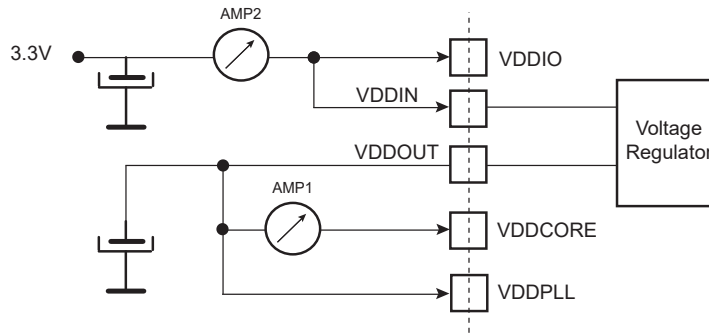 AMP2
3.3V
VDDIO
VDDIN
Voltage
Regulator
VDDOUT
AMP1
VDDCORE
VDDPLL